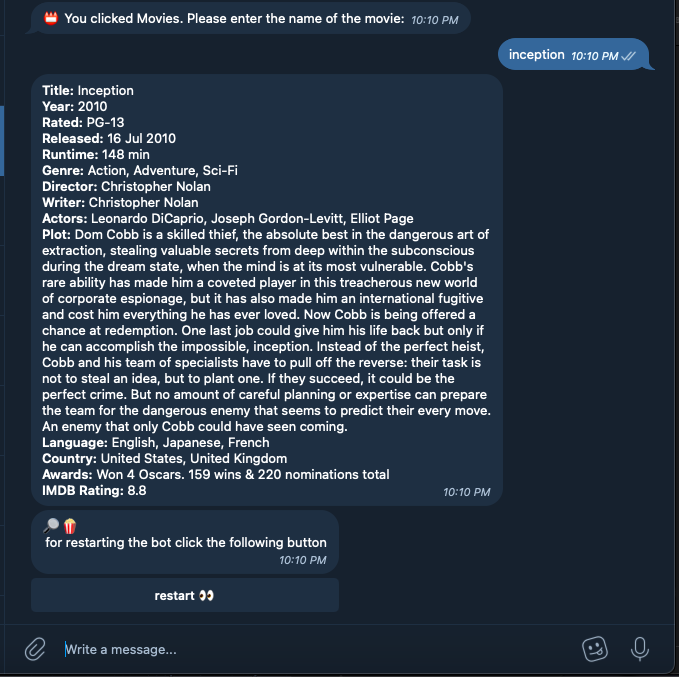 📛 You clicked Movies. Please enter the name of the movie: 10:10 PM
inception 10:10 PM
Title: Inception
Year: 2010
Rated: PG-13
Released: 16 Jul 2010
Runtime: 148 min
Genre: Action, Adventure, Sci-Fi
Director: Christopher Nolan
Writer: Christopher Nolan
Actors: Leonardo DiCaprio, Joseph Gordon-Levitt, Elliot Page
Plot: Dom Cobb is a skilled thief, the absolute best in the dangerous art of
extraction, stealing valuable secrets from deep within the subconscious
during the dream state, when the mind is at its most vulnerable. Cobb's
rare ability has made him a coveted player in this treacherous new world
of corporate espionage, but it has also made him an international fugitive
and cost him everything he has ever loved. Now Cobb is being offered a
chance at redemption. One last job could give him his life back but only if
he can accomplish the impossible, inception. Instead of the perfect heist,
Cobb and his team of specialists have to pull off the reverse: their task is
not to steal an idea, but to plant one. If they succeed, it could be the
perfect crime. But no amount of careful planning or expertise can prepare
the team for the dangerous enemy that seems to predict their every move.
An enemy that only Cobb could have seen coming.
Language: English, Japanese, French
Country: United States, United Kingdom
Awards: Won 4 Oscars. 159 wins & 220 nominations total
IMDB Rating: 8.8 10:10 PM
🔎🍿
for restarting the bot click the following button
10:10 PM
restart 👀
Write a message...